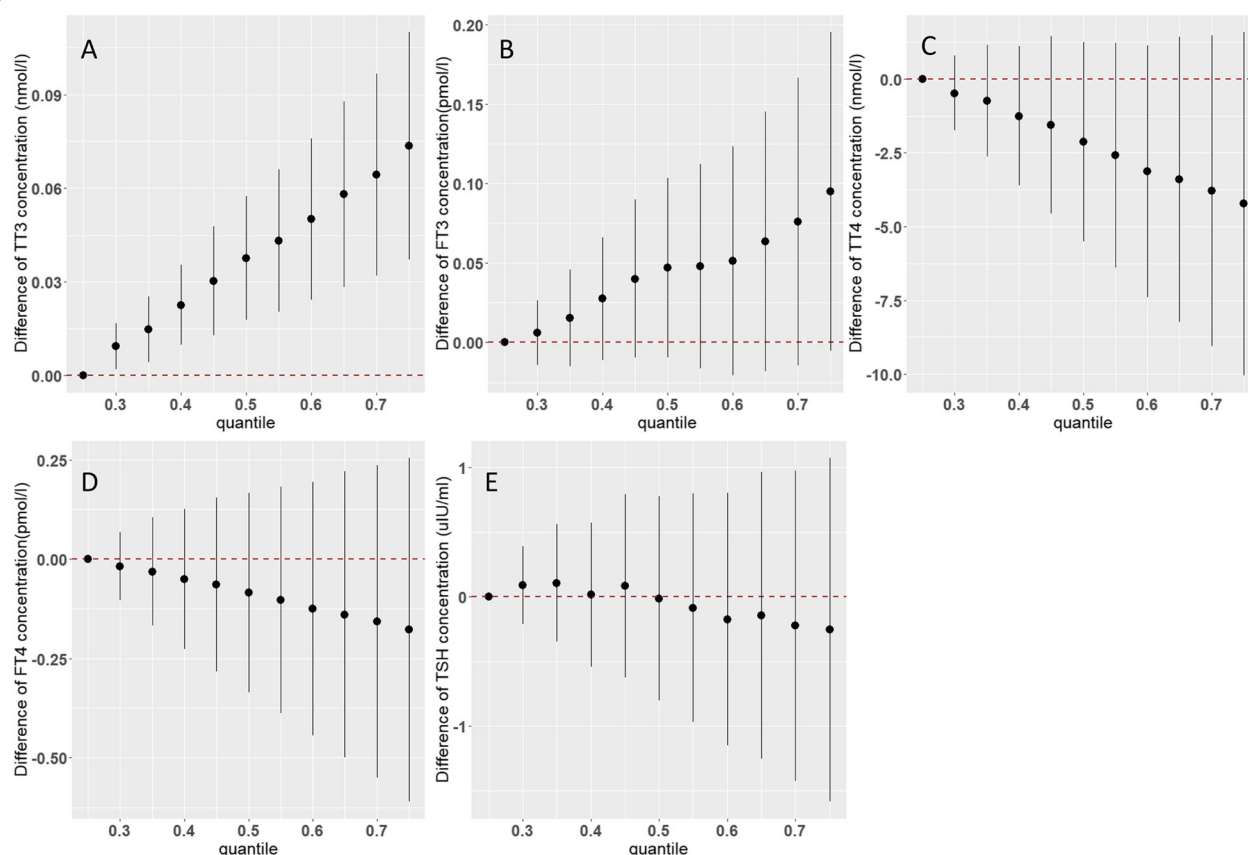 A
Difference of TT3 concentration (nmol/l)
0.09
0.06
0.03
0.00
0.3 0.4 0.5 0.6 0.7
quantile
B
Difference of FT3 concentration(pmol/l)
0.20
0.15
0.10
0.05
0.00
0.3 0.4 0.5 0.6 0.7
quantile
C
Difference of TT4 concentration (nmol/l)
0.0
-2.5
-5.0
-7.5
-10.0
0.3 0.4 0.5 0.6 0.7
quantile
D
Difference of FT4 concentration(pmol/l)
0.25
0.00
-0.25
-0.50
0.3 0.4 0.5 0.6 0.7
quantile
E
Difference of TSH concentration (uIU/ml)
1
0
-1
0.3 0.4 0.5 0.6 0.7
quantile